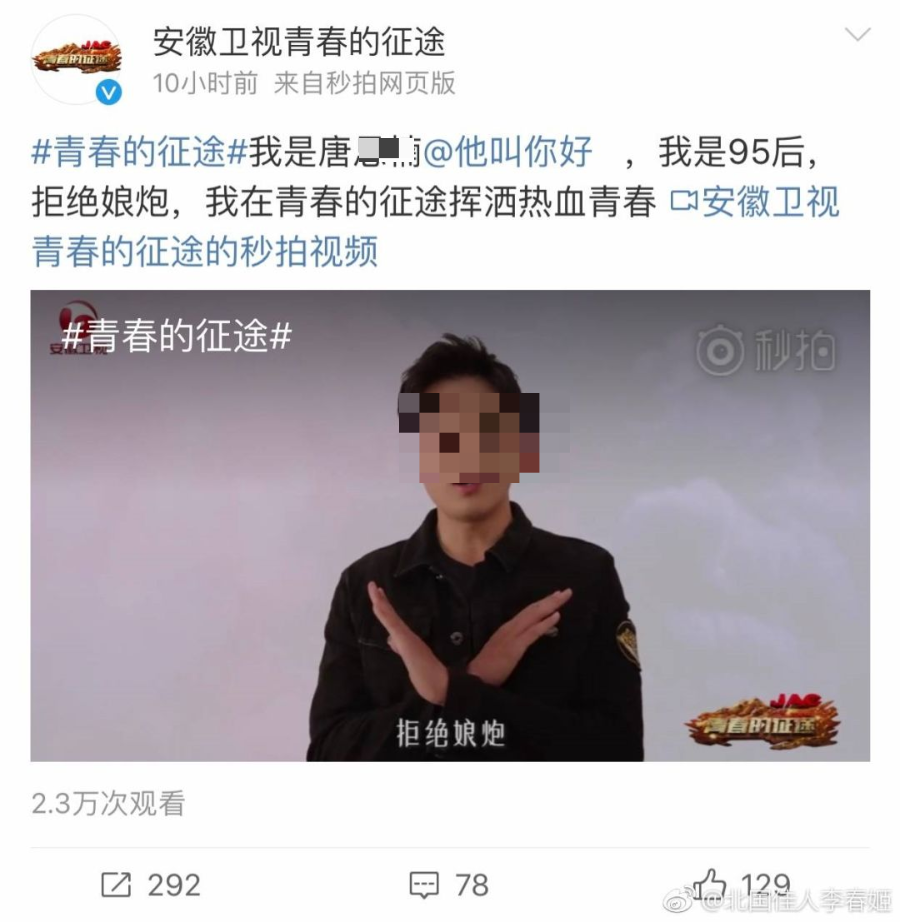 安徽卫视青春的征途
10小时前 来自秒拍网页版
#青春的征途#我是唐 @他叫你好 ，我是95后，
拒绝娘炮，我在青春的征途挥洒热血青春 安徽卫视
青春的征途的秒拍视频
#青春的征途#
安徽卫视
秒拍
拒绝娘炮
JAC
青春的征途
2.3万次观看
292 78 129
@北国佳人李春姬